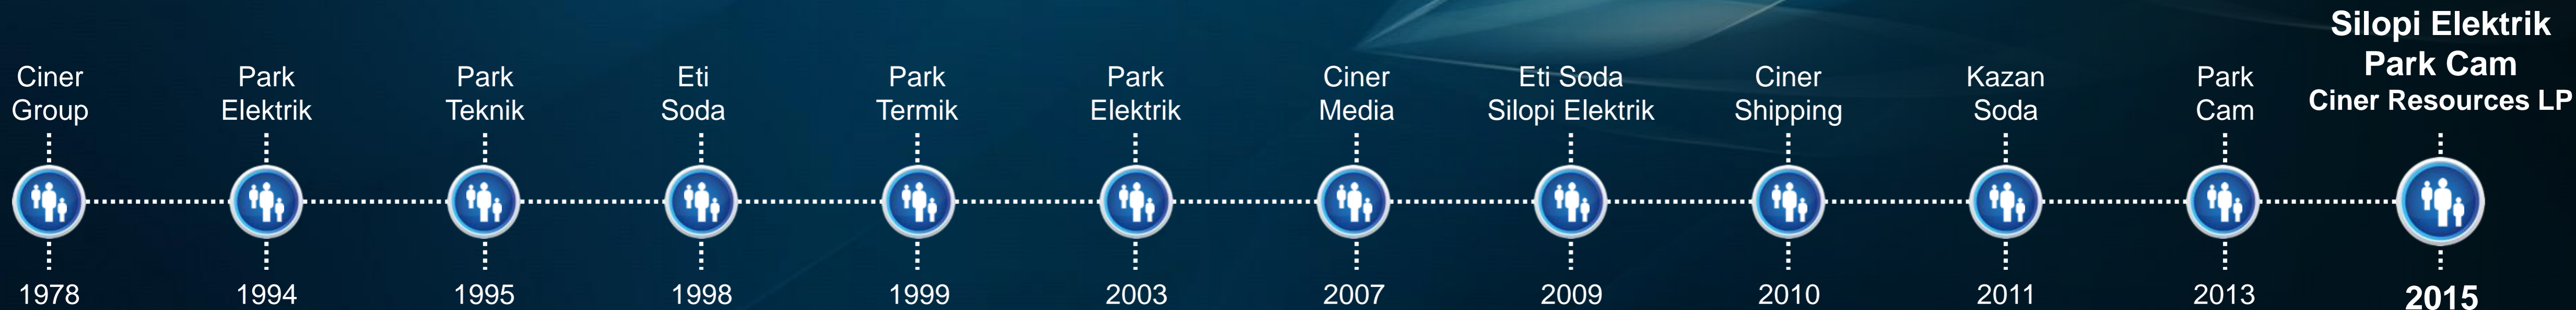 Ciner
Group
1978
Park
Elektrik
1994
Park
Teknik
1995
Eti
Soda
1998
Park
Termik
1999
Park
Elektrik
2003
Ciner
Media
2007
Eti Soda
Silopi Elektrik
2009
Ciner
Shipping
2010
Kazan
Soda
2011
Park
Cam
2013
Silopi Elektrik
Park Cam
Ciner Resources LP
2015